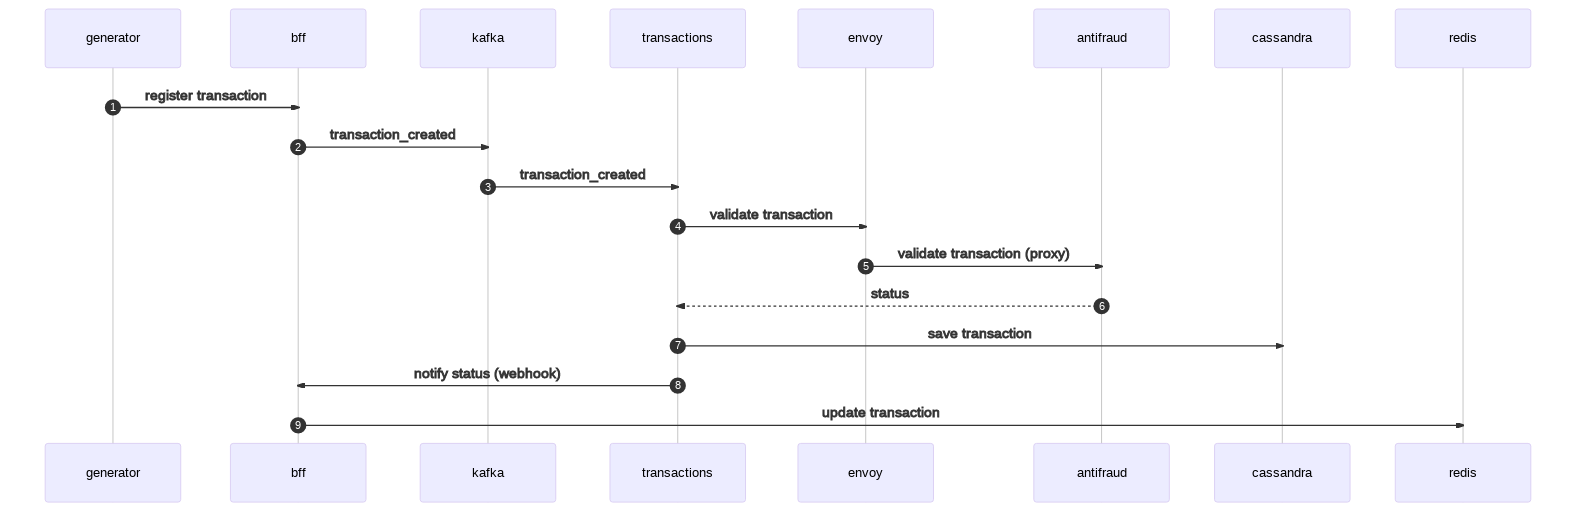 generator bff kafka transactions envoy antifraud cassandra redis
register transaction
1
transaction_created
2
transaction_created
3
validate transaction
4
validate transaction (proxy)
5
status
6
save transaction
7
notify status (webhook)
8
update transaction
9
generator bff kafka transactions envoy antifraud cassandra redis